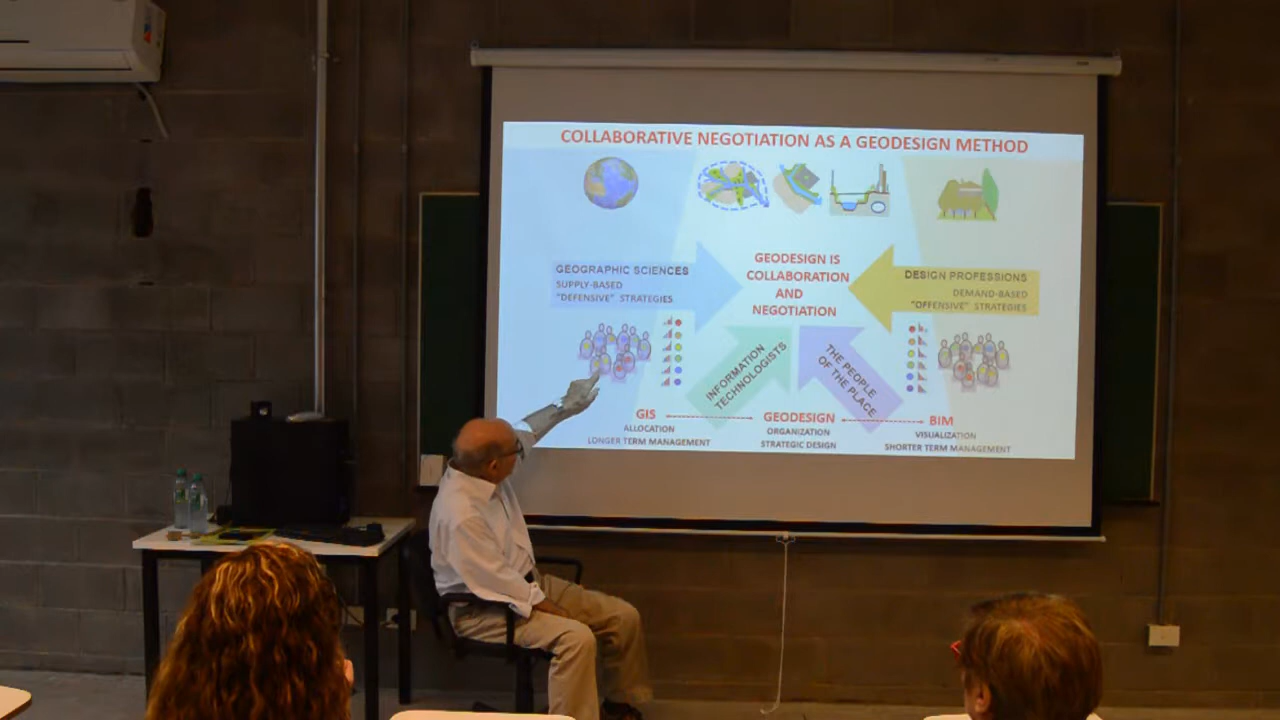 COLLABORATIVE NEGOTIATION AS A GEODESIGN METHOD
GEODESIGN IS
COLLABORATION
AND
NEGOTIATION
GEOGRAPHIC SCIENCES
SUPPLY-BASED
"DEFENSIVE" STRATEGIES
DESIGN PROFESSIONS
DEMAND-BASED
"OFFENSIVE" STRATEGIES
INFORMATION
TECHNOLOGISTS
THE PEOPLE
OF THE PLACE
GIS
ALLOCATION
LONGER TERM MANAGEMENT
GEODESIGN
ORGANIZATION
STRATEGIC DESIGN
BIM
VISUALIZATION
SHORTER TERM MANAGEMENT